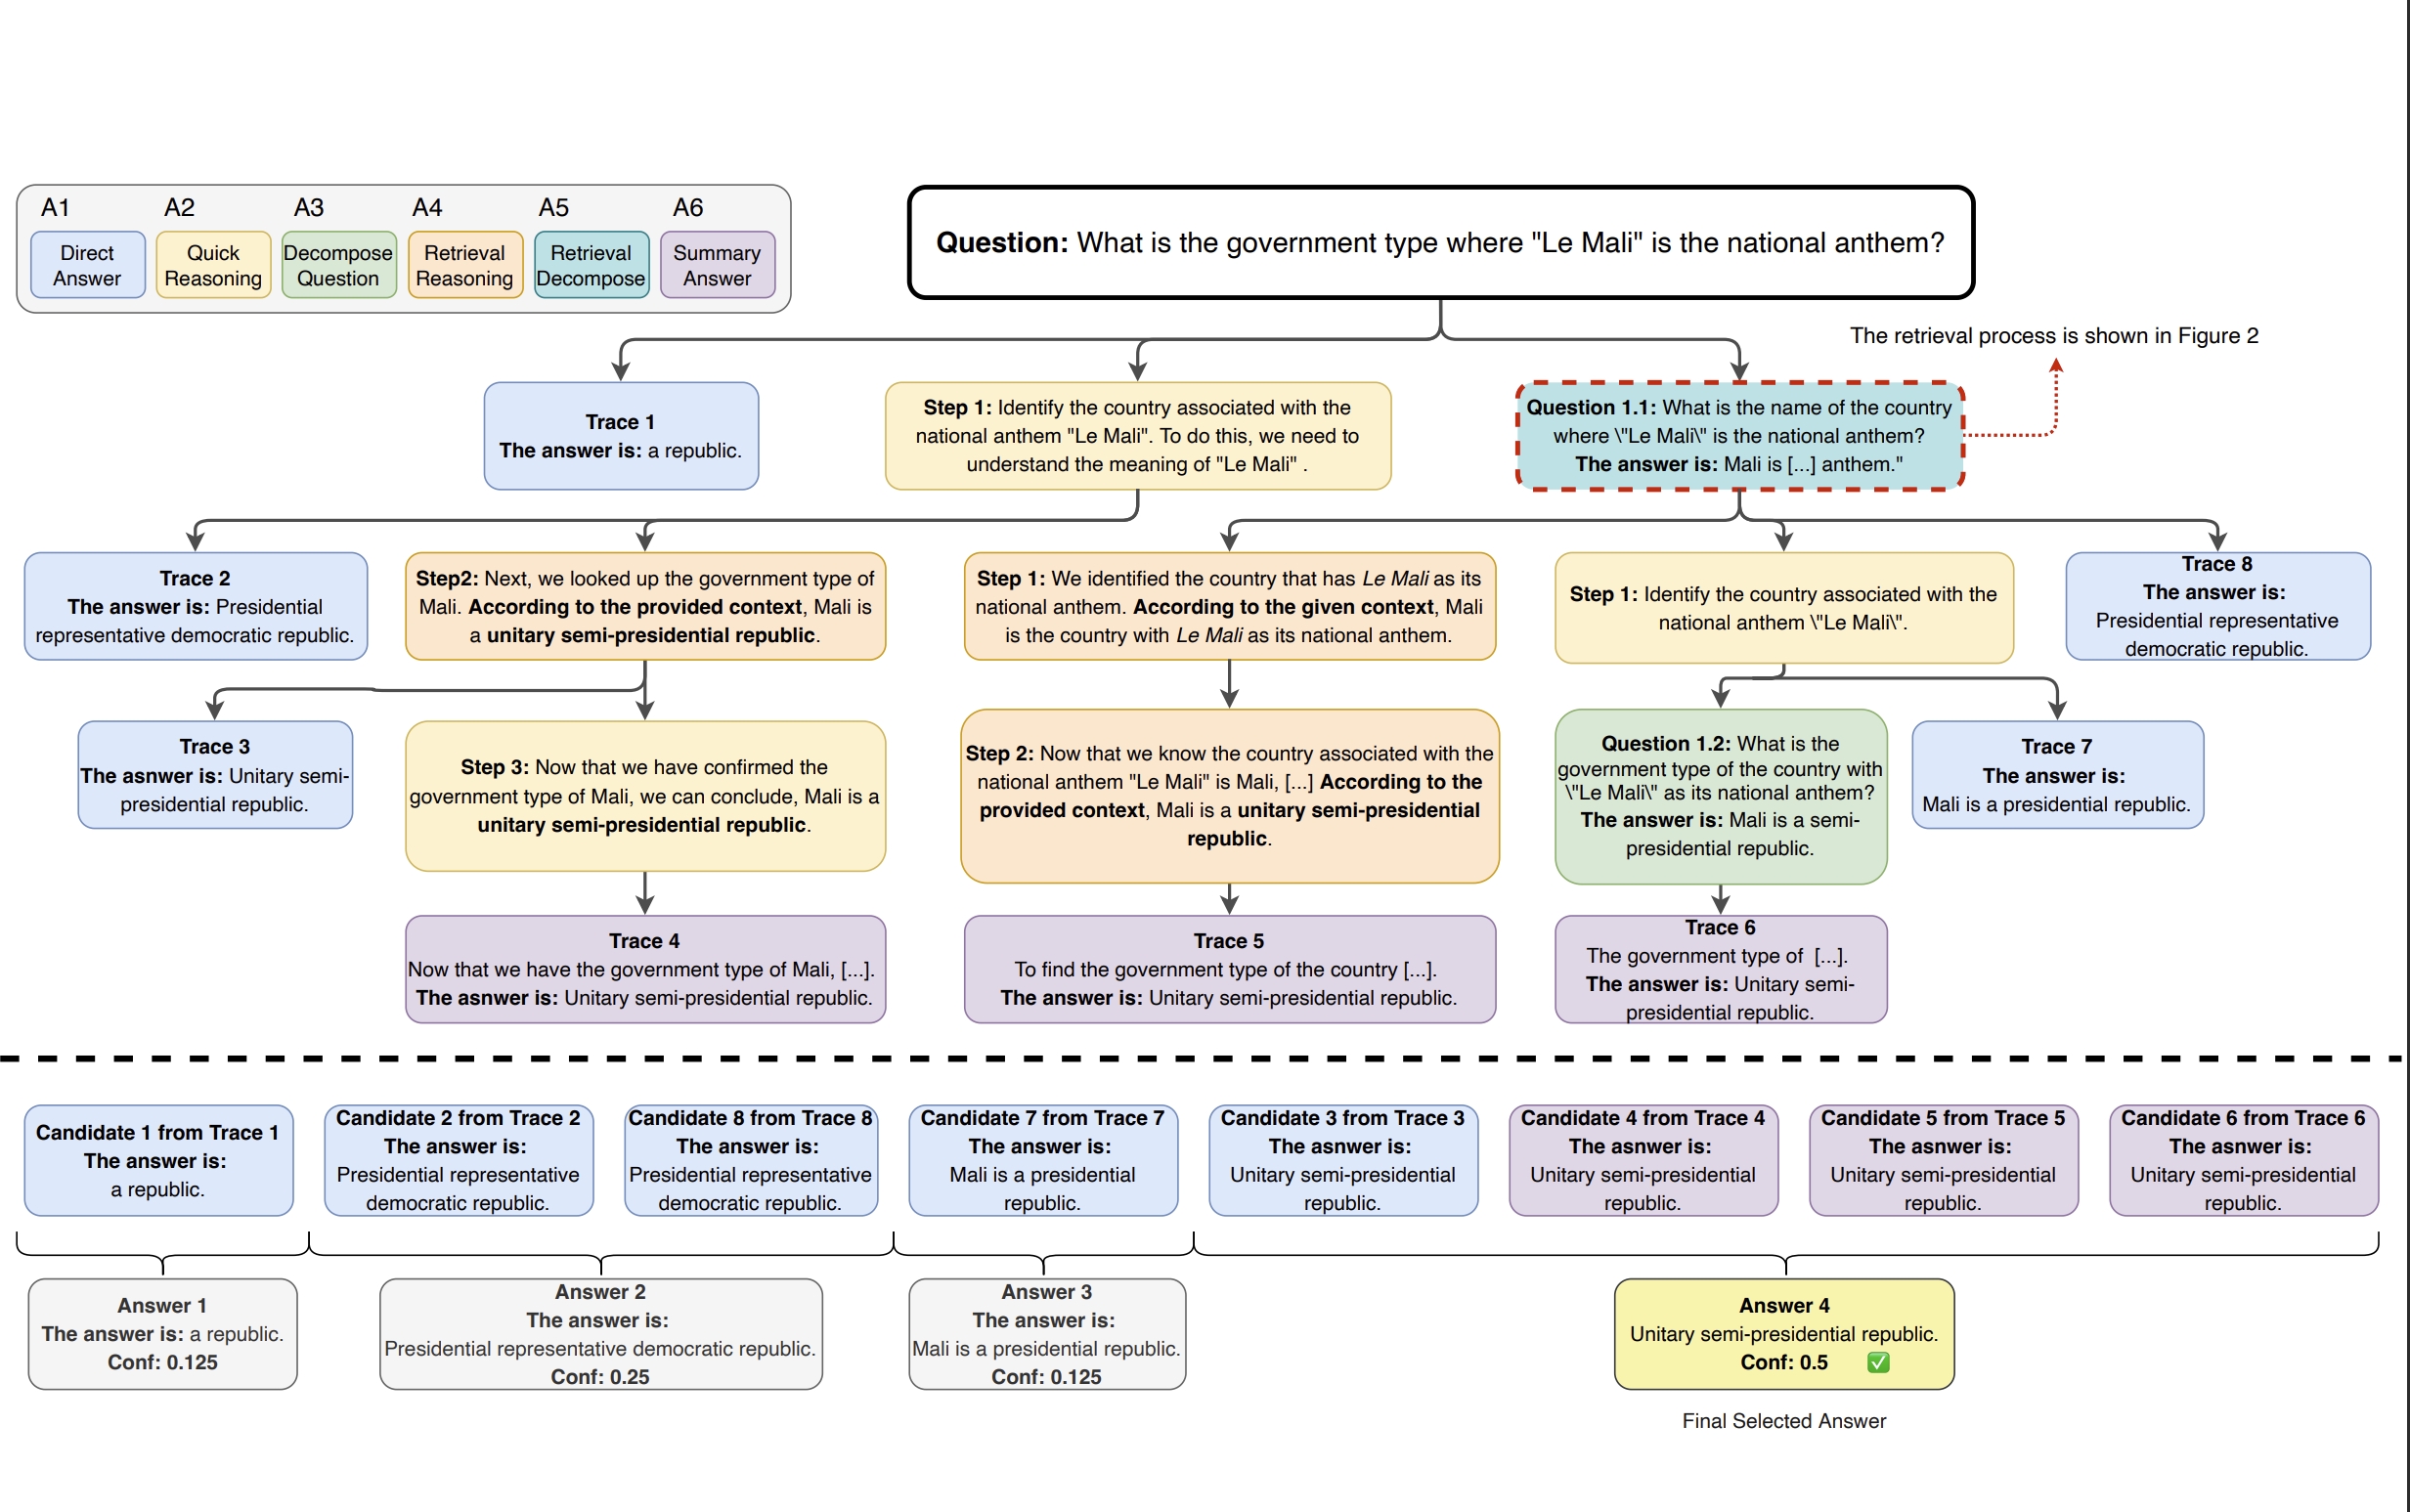 A1
A2
A3
A4
A5
A6
Direct
Answer
Quick
Reasoning
Decompose
Question
Retrieval
Reasoning
Retrieval
Decompose
Summary
Answer
Question: What is the government type where "Le Mali" is the national anthem?
The retrieval process is shown in Figure 2
Trace 1
The answer is: a republic.
Step 1: Identify the country associated with the
national anthem "Le Mali". To do this, we need to
understand the meaning of "Le Mali" .
Question 1.1: What is the name of the country
where \"Le Mali\" is the national anthem?
The answer is: Mali is [...] anthem."
Trace 2
The answer is: Presidential
representative democratic republic.
Step2: Next, we looked up the government type of
Mali. According to the provided context, Mali is
a unitary semi-presidential republic.
Step 1: We identified the country that has Le Mali as its
national anthem. According to the given context, Mali
is the country with Le Mali as its national anthem.
Step 1: Identify the country associated with the
national anthem \"Le Mali\".
Trace 8
The answer is:
Presidential representative
democratic republic.
Trace 3
The asnwer is: Unitary semi-
presidential republic.
Step 3: Now that we have confirmed the
government type of Mali, we can conclude, Mali is a
unitary semi-presidential republic.
Step 2: Now that we know the country associated with the
national anthem "Le Mali" is Mali, [...] According to the
provided context, Mali is a unitary semi-presidential
republic.
Question 1.2: What is the
government type of the country with
\"Le Mali\" as its national anthem?
The answer is: Mali is a semi-
presidential republic.
Trace 7
The answer is:
Mali is a presidential republic.
Trace 4
Now that we have the government type of Mali, [...].
The asnwer is: Unitary semi-presidential republic.
Trace 5
To find the government type of the country [...].
The answer is: Unitary semi-presidential republic.
Trace 6
The government type of [...].
The answer is: Unitary semi-
presidential republic.
Candidate 1 from Trace 1
The answer is:
a republic.
Candidate 2 from Trace 2
The answer is:
Presidential representative
democratic republic.
Candidate 8 from Trace 8
The answer is:
Presidential representative
democratic republic.
Candidate 7 from Trace 7
The answer is:
Mali is a presidential
republic.
Candidate 3 from Trace 3
The asnwer is:
Unitary semi-presidential
republic.
Candidate 4 from Trace 4
The asnwer is:
Unitary semi-presidential
republic.
Candidate 5 from Trace 5
The asnwer is:
Unitary semi-presidential
republic.
Candidate 6 from Trace 6
The asnwer is:
Unitary semi-presidential
republic.
Answer 1
The answer is: a republic.
Conf: 0.125
Answer 2
The answer is:
Presidential representative democratic republic.
Conf: 0.25
Answer 3
The answer is:
Mali is a presidential republic.
Conf: 0.125
Answer 4
Unitary semi-presidential republic.
Conf: 0.5
Final Selected Answer